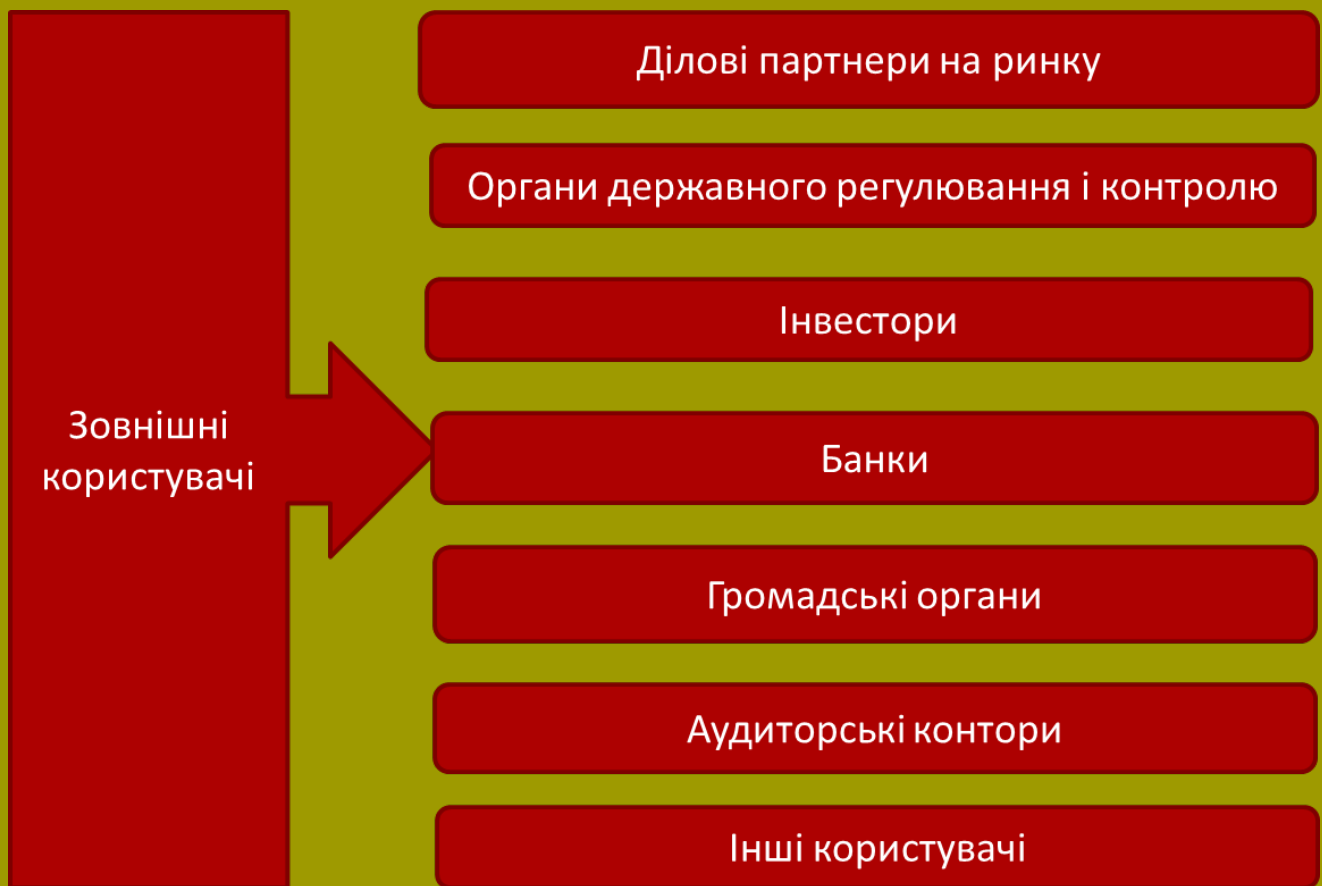 Зовнішні
користувачі
Ділові партнери на ринку
Органи державного регулювання і контролю
Інвестори
Банки
Громадські органи
Аудиторські контори
Інші користувачі